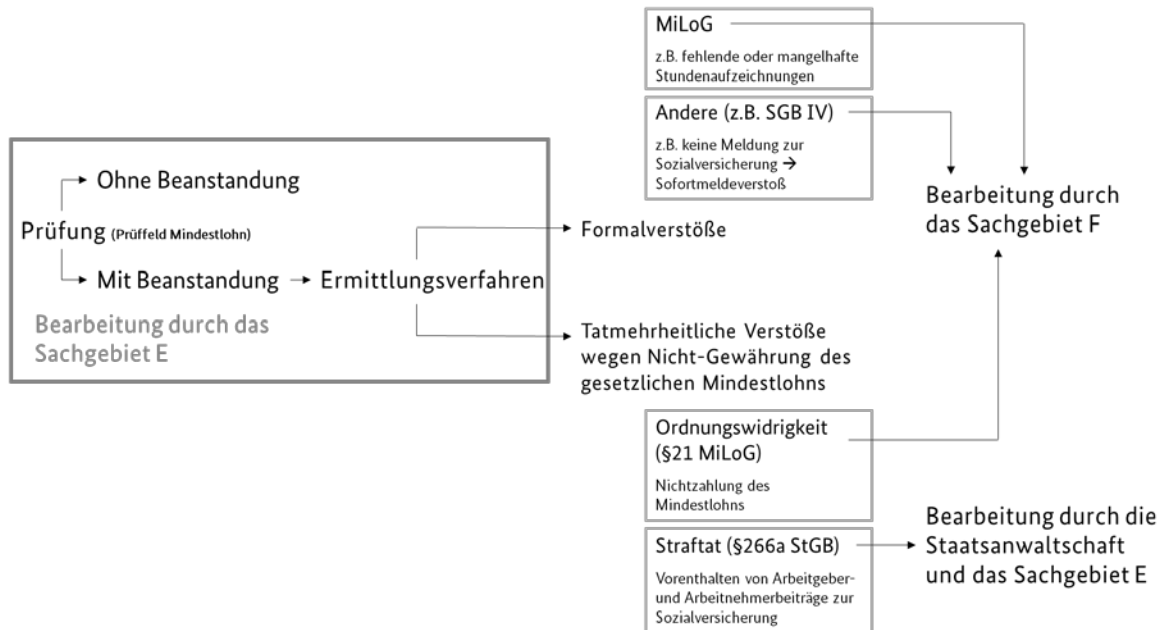 MiLoG
z.B. fehlende oder mangelhafte
Stundenaufzeichnungen
Andere (z.B. SGB IV)
z.B. keine Meldung zur
Sozialversicherung →
Sofortmeldeverstoß
Ohne Beanstandung
Prüfung (Prüffeld Mindestlohn)
Mit Beanstandung → Ermittlungsverfahren
Bearbeitung durch das
Sachgebiet E
Formalverstöße
Tatmehrheitliche Verstöße
wegen Nicht-Gewährung des
gesetzlichen Mindestlohns
Bearbeitung durch
das Sachgebiet F
Ordnungswidrigkeit
(§21 MiLoG)
Nichtzahlung des
Mindestlohns
Straftat (§266a StGB)
Vorenthalten von Arbeitgeber-
und Arbeitnehmerbeiträge zur
Sozialversicherung
Bearbeitung durch die
Staatsanwaltschaft
und das Sachgebiet E